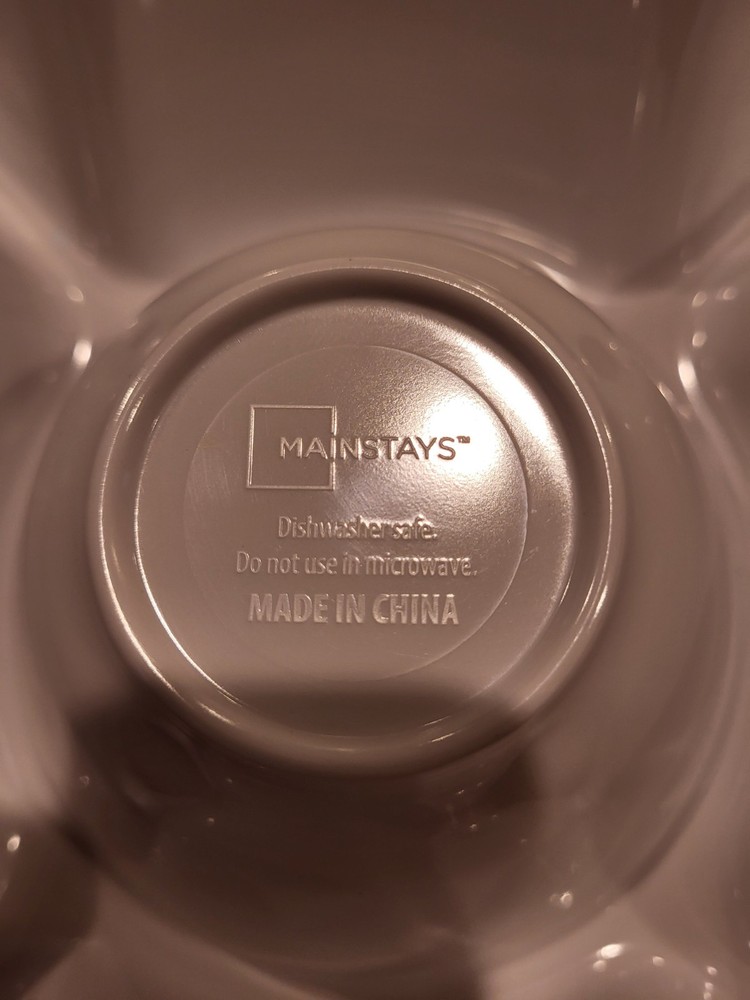 MAINSTAYS™
Dishwasher safe.
Do not use in microwave.
MADE IN CHINA